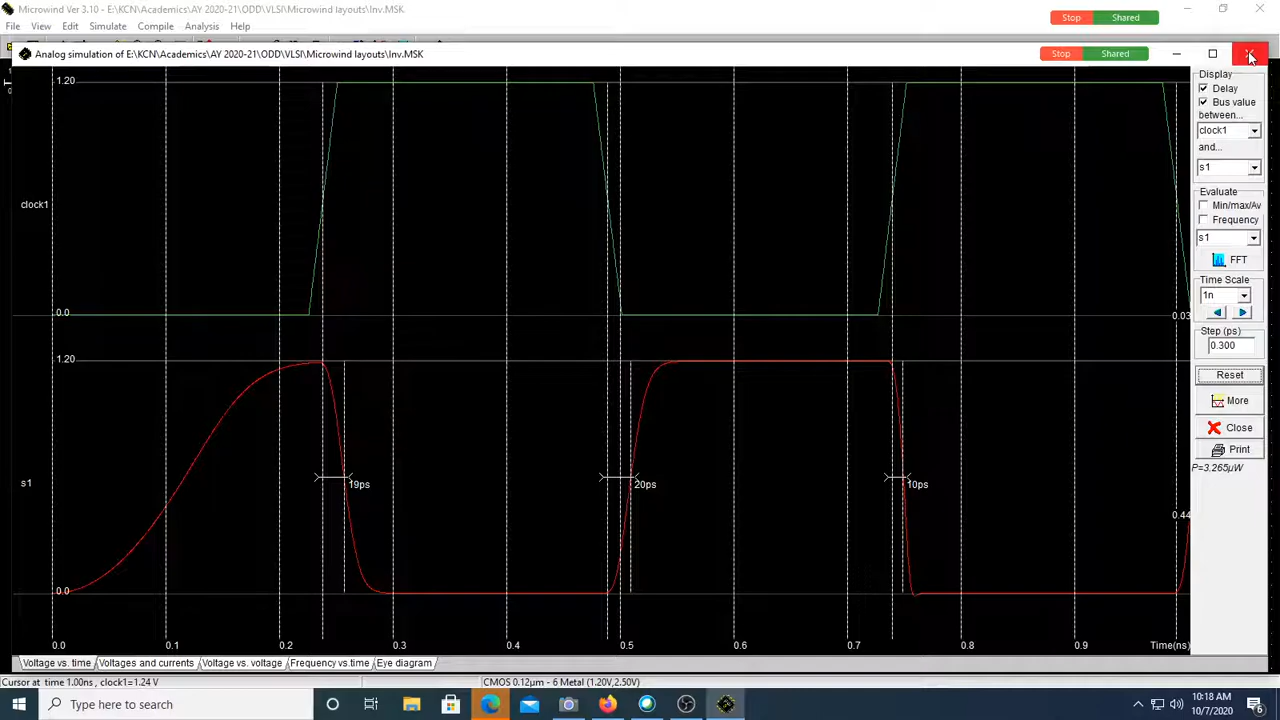 Microwind Ver 3.10 - E:\KCN\Academics\AY 2020-21\ODD\VLSI\Microwind layouts\Inv.MSK
Stop Shared
File View Edit Simulate Compile Analysis Help
Analog simulation of E:\KCN\Academics\AY 2020-21\ODD\VLSI\Microwind layouts\Inv.MSK
Stop Shared
Display
Delay
Bus value
between...
clock1
and...
s1
Evaluate
Min/max/Av
Frequency
s1
FFT
Time Scale
1n
Step (ps)
0.300
Reset
More
Close
Print
P=3.265µW
1.20
clock1
0.0
0.03
1.20
s1
19ps
20ps
10ps
0.44
0.0
0.0 0.1 0.2 0.3 0.4 0.5 0.6 0.7 0.8 0.9 Time(ns)
Voltage vs. time Voltages and currents Voltage vs. voltage Frequency vs.time Eye diagram
Cursor at time 1.00ns , clock1=1.24 V
CMOS 0.12µm - 6 Metal (1.20V,2.50V)
Type here to search
10:18 AM
10/7/2020
6